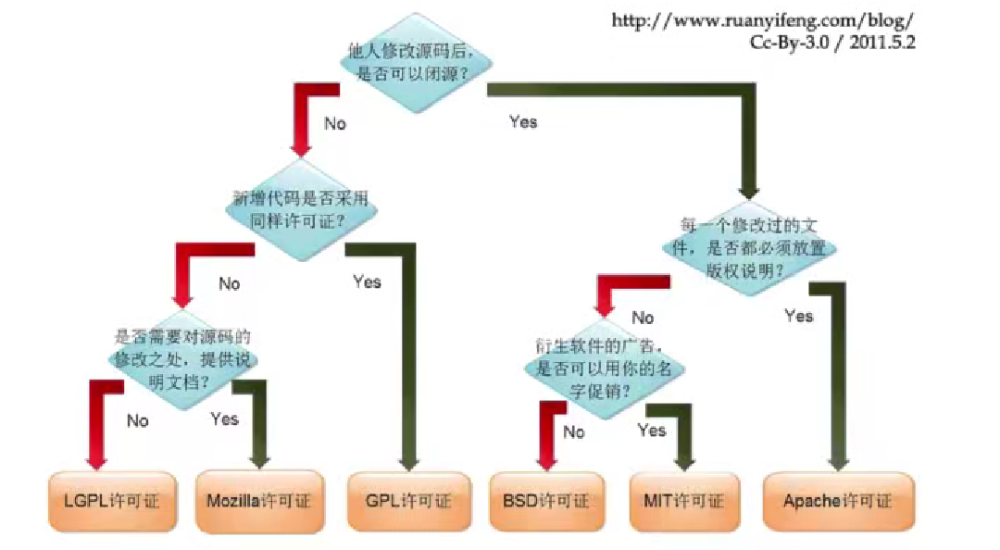 http://www.ruanyifeng.com/blog/
Cc-By-3.0 / 2011.5.2
他人修改源码后，
是否可以闭源？
No
Yes
新增代码是否采用
同样许可证？
每一个修改过的文
件，是否都必须放置
版权说明？
No
Yes
No
Yes
是否需要对源码的
修改之处，提供说
明文档？
衍生软件的广告，
是否可以用你的名
字促销？
No
Yes
No
Yes
LGPL许可证
Mozilla许可证
GPL许可证
BSD许可证
MIT许可证
Apache许可证